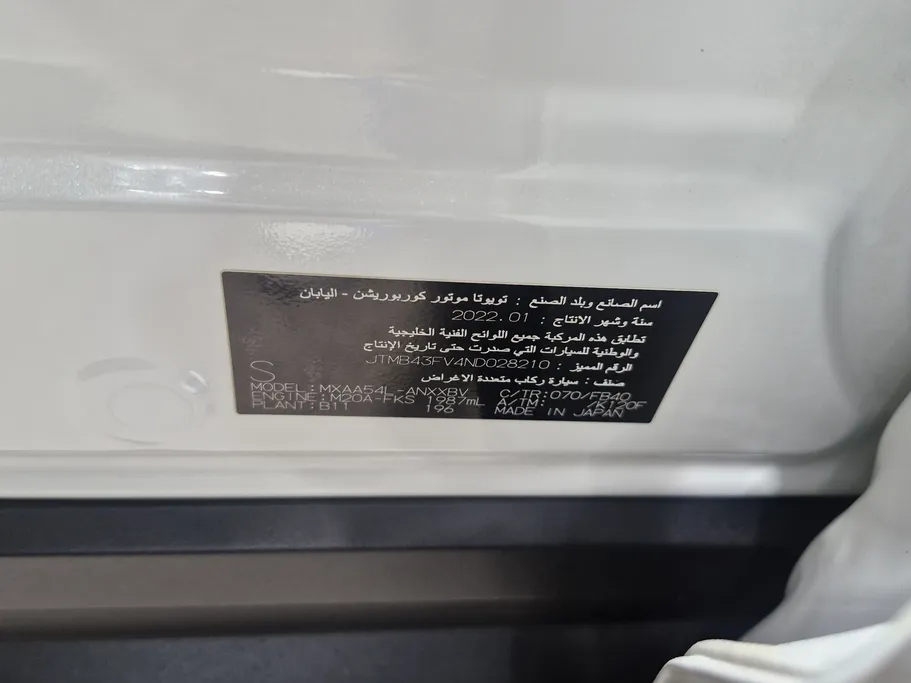 اسم الصانع وبلد الصنع : تويوتا موتور كوربوريشن - اليابان
سنة وشهر الانتاج : 2022.01
تطابق هذه المركبة جميع اللوائح الفنية الخليجية
والوطنية للسيارات التي صدرت حتى تاريخ الإنتاج
الرقم المميز : JTMB43FV4ND028210
صنف : سيارة ركاب متعددة الاغراض
S
MODEL:MXAA54L-ANXXBV C/TR:070/FB40
ENGINE:M20A-FKS 1987mL A/TM: /K120F
PLANT:B11 196 MADE IN JAPAN